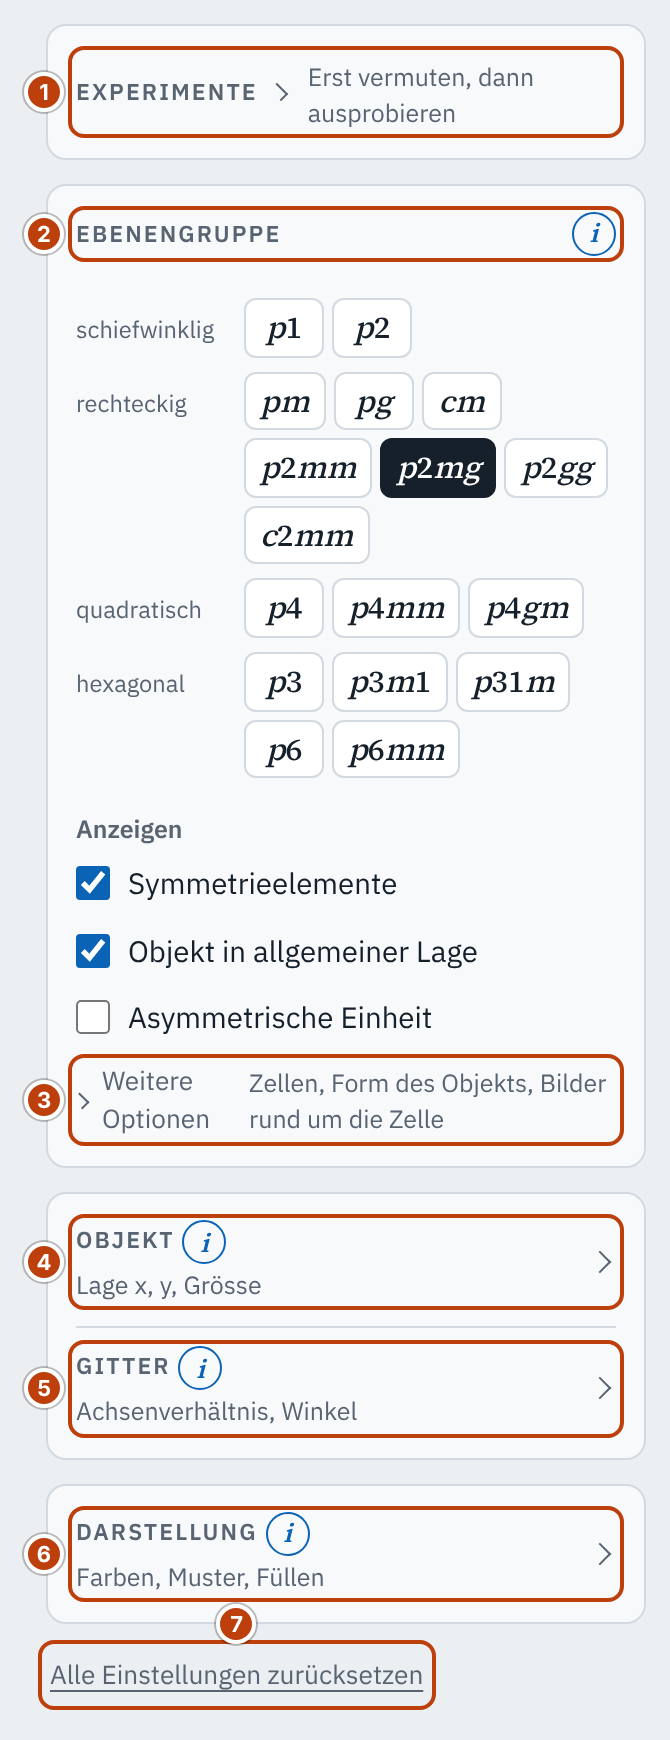 1 EXPERIMENTE > Erst vermuten, dann
ausprobieren
2 EBENENGRUPPE i
schiefwinklig p1 p2
rechteckig pm pg cm
p2mm p2mg p2gg
c2mm
quadratisch p4 p4mm p4gm
hexagonal p3 p3m1 p31m
p6 p6mm
Anzeigen
Symmetrieelemente
Objekt in allgemeiner Lage
Asymmetrische Einheit
3 > Weitere Optionen Zellen, Form des Objekts, Bilder
rund um die Zelle
4 OBJEKT i
Lage x, y, Grösse
5 GITTER i
Achsenverhältnis, Winkel
6 DARSTELLUNG i
Farben, Muster, Füllen
7
Alle Einstellungen zurücksetzen